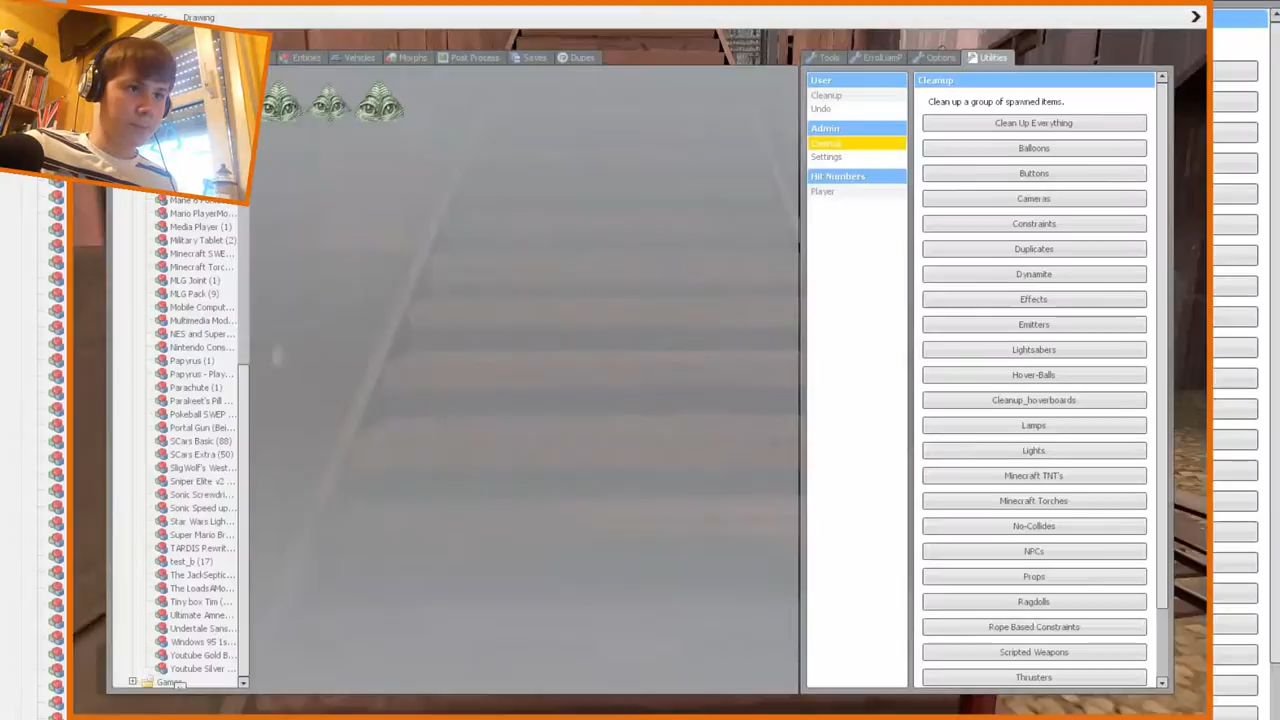 Drawing
Entities
Vehicles
Morphs
Post Process
Saves
Dupes
Tools
Options
Utilities
Mario PlayerMo...
Media Player (1)
Military Tablet (2)
Minecraft SWE...
Minecraft Torc...
MLG Joint (1)
MLG Pack (9)
Mobile Comput...
Multimedia Mod...
NES and Super...
Nintendo Cons...
Papyrus (1)
Papyrus - Play...
Parachute (1)
Parakeet's Pill ...
Pokeball SWEP ...
Portal Gun (Bei...
SCars Basic (88)
SCars Extra (50)
SligWolf's West...
Sniper Elite v2 ...
Sonic Screwdri...
Sonic Speed up...
Star Wars Ligh...
Super Mario Br...
TARDIS Rewrit...
test_b (17)
The JackSeptic...
The LoadsAMo...
Tiny box Tim (...
Ultimate Amne...
Undertale Sans...
Windows 95 1s...
Youtube Gold B...
Youtube Silver ...
Games
User
Cleanup
Undo
Admin
Cleanup
Settings
Hit Numbers
Player
Cleanup
Clean up a group of spawned items.
Clean Up Everything
Balloons
Buttons
Cameras
Constraints
Duplicates
Dynamite
Effects
Emitters
Lightsabers
Hover-Balls
Cleanup_hoverboards
Lamps
Lights
Minecraft TNT's
Minecraft Torches
No-Collides
NPCs
Props
Ragdolls
Rope Based Constraints
Scripted Weapons
Thrusters